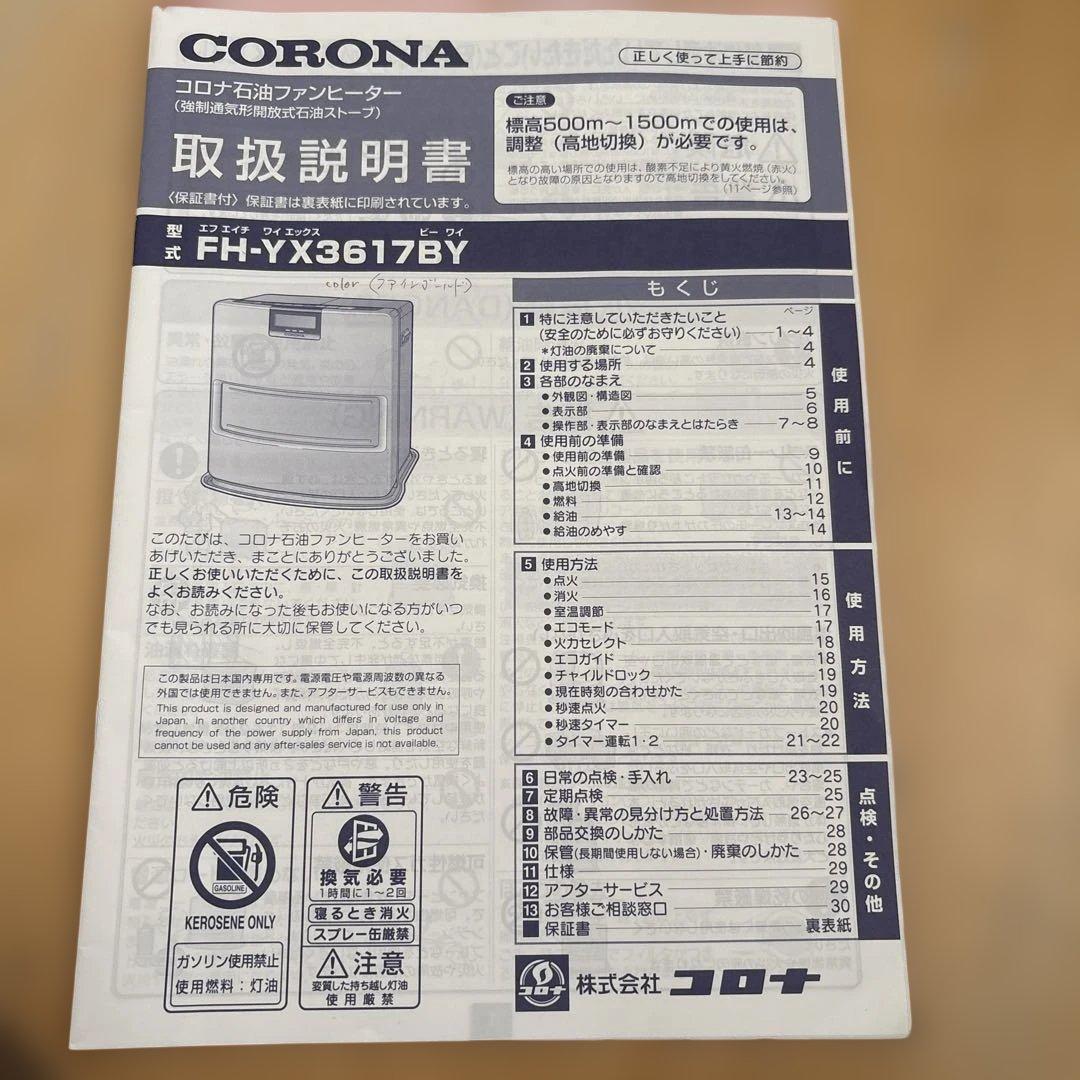 CORONA
正しく使って上手に節約
コロナ石油ファンヒーター
(強制通気形開放式石油ストーブ)
取扱説明書
〈保証書付〉保証書は裏表紙に印刷されています。
ご注意
標高500m～1500mでの使用は、
調整（高地切換）が必要です。
標高の高い場所での使用は、酸素不足により黄火燃焼(赤火)
となり故障の原因となりますので高地切換をしてください。
(11ページ参照)
型式
エフ エイチ ワイ エックス ビー ワイ
FH-YX3617BY
color (ファインゴールド)
このたびは、コロナ石油ファンヒーターをお買い
あげいただき、まことにありがとうございました。
正しくお使いいただくために、この取扱説明書を
よくお読みください。
なお、お読みになった後もお使いになる方がいつ
でも見られる所に大切に保管してください。
この製品は日本国内専用です。電源電圧や電源周波数の異なる
外国では使用できません。また、アフターサービスもできません。
This product is designed and manufactured for use only in
Japan. In another country which differs in voltage and
frequency of the power supply from Japan, this product
cannot be used and any after-sales service is not available.
危険
GASOLINE
KEROSENE ONLY
ガソリン使用禁止
使用燃料：灯油
警告
換気必要
1時間に1～2回
寝るとき消火
スプレー缶厳禁
注意
変質した持ち越し灯油
使用厳禁
もくじ
ページ
1 特に注意していただきたいこと
(安全のために必ずお守りください) 1～4
*灯油の廃棄について 4
2 使用する場所 4
3 各部のなまえ
●外観図・構造図 5
●表示部 6
●操作部・表示部のなまえとはたらき 7～8
4 使用前の準備
●使用前の準備 9
●点火前の準備と確認 10
●高地切換 11
●燃料 12
●給油 13～14
●給油のめやす 14
使用前に
5 使用方法
●点火 15
●消火 16
●室温調節 17
●エコモード 17
●火力セレクト 18
●エコガイド 18
●チャイルドロック 19
●現在時刻の合わせかた 19
●秒速点火 20
●秒速タイマー 20
●タイマー運転1・2 21～22
使用方法
6 日常の点検・手入れ 23～25
7 定期点検 25
8 故障・異常の見分け方と処置方法 26～27
9 部品交換のしかた 28
10 保管(長期間使用しない場合)・廃棄のしかた 28
11 仕様 29
12 アフターサービス 29
13 お客様ご相談窓口 30
■ 保証書 裏表紙
点検・その他
コロナ
株式会社 コロナ